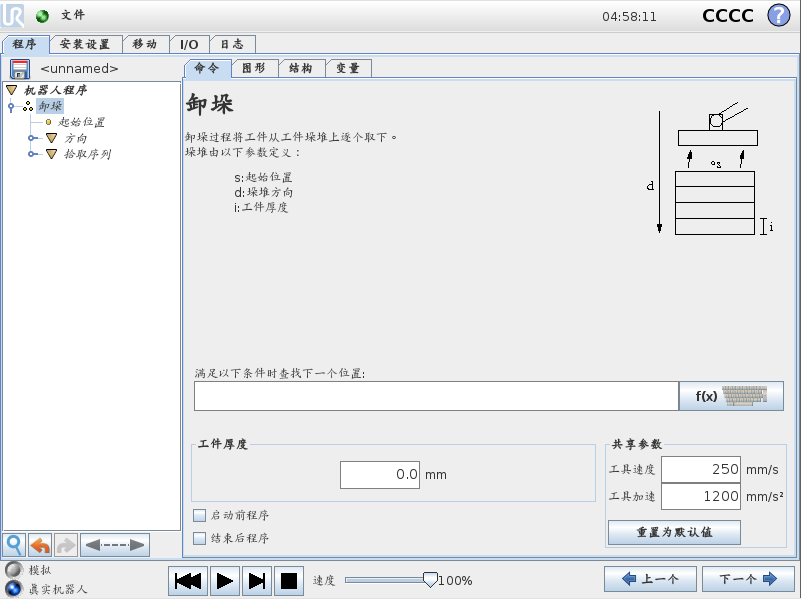 UR
文件
04:58:11
CCCC
?
程序 安装设置 移动 I/O 日志
<unnamed>
命令 图形 结构 变量
机器人程序
卸垛
起始位置
方向
拾取序列
卸垛
卸垛过程将工件从工件垛堆上逐个取下。
垛堆由以下参数定义：
s:起始位置
d:垛堆方向
i:工件厚度
s
d
i
满足以下条件时查找下一个位置:
f(x)
工件厚度
0.0 mm
启动前程序
结束后程序
共享参数
工具速度 250 mm/s
工具加速 1200 mm/s²
重置为默认值
模拟
真实机器人
速度 100%
上一个
下一个